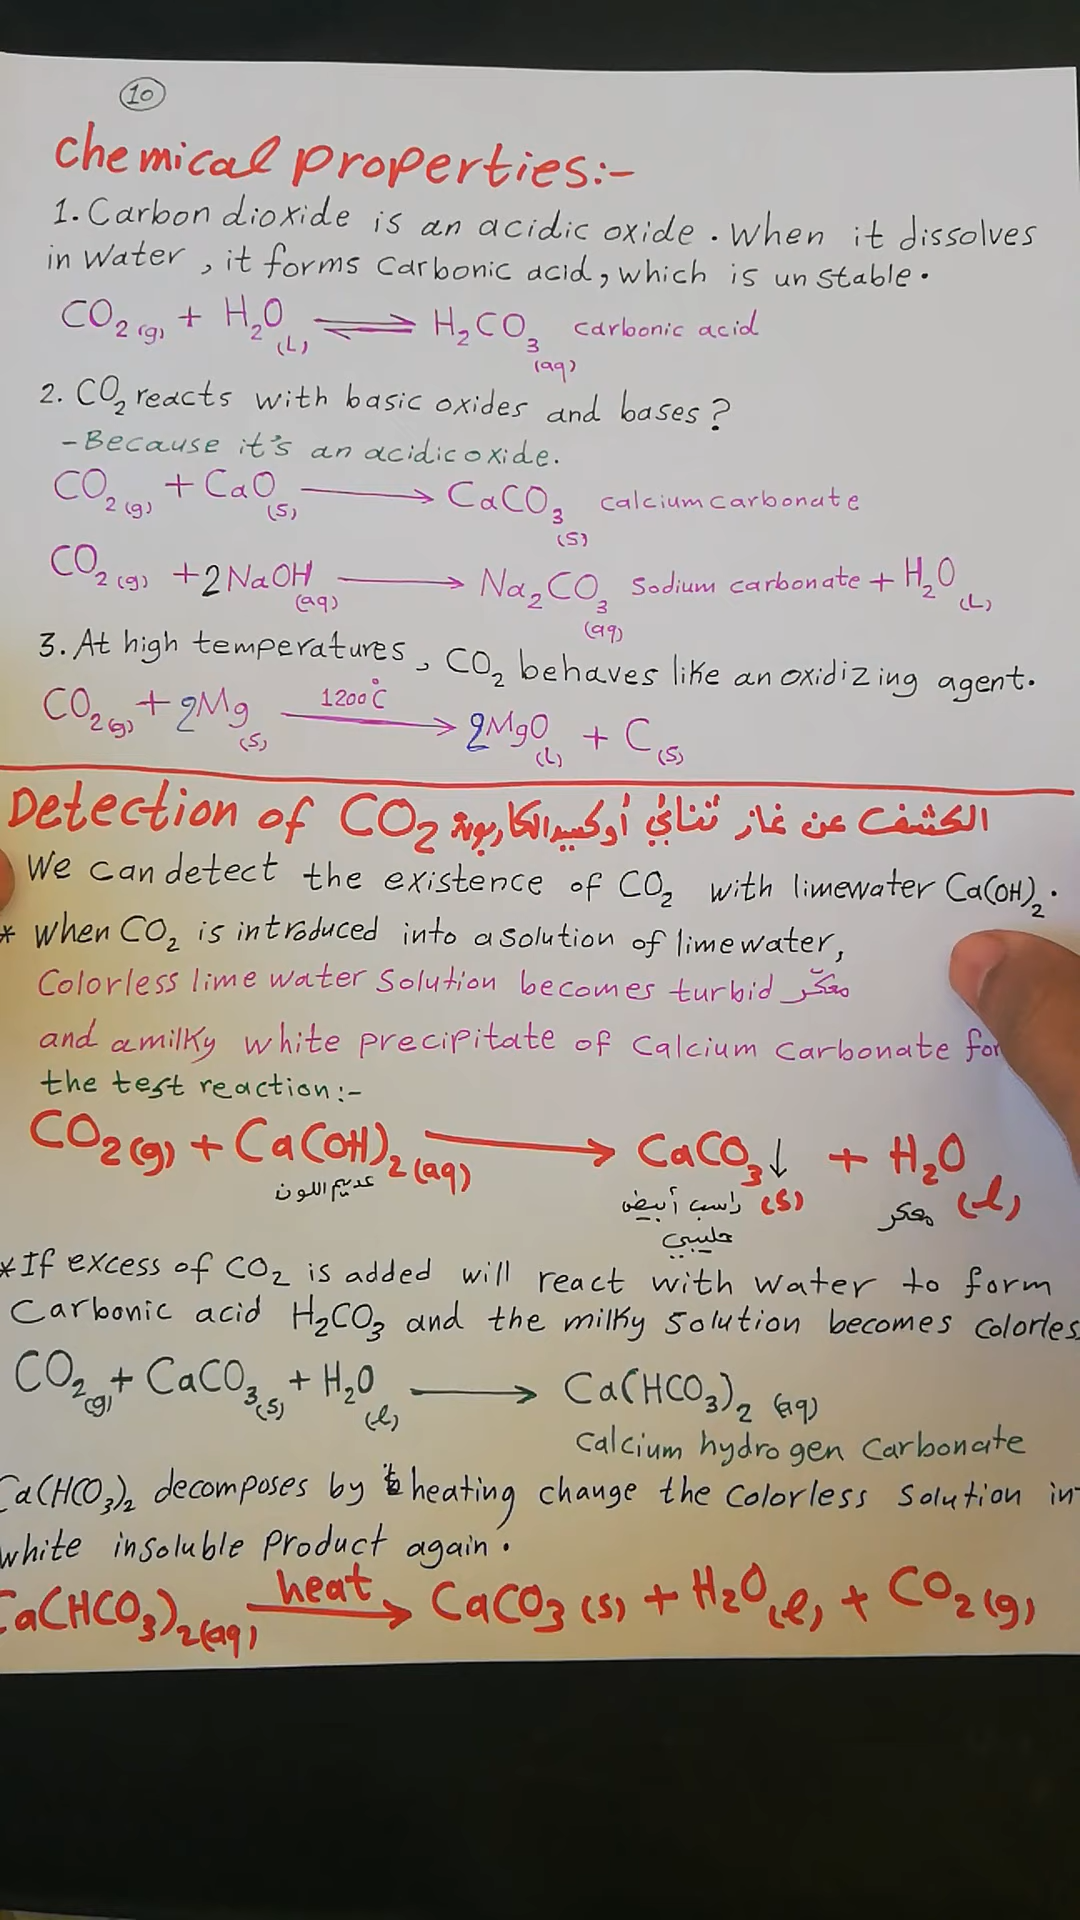 10
Chemical properties:-
1. Carbon dioxide is an acidic oxide. When it dissolves
in water, it forms carbonic acid, which is unstable.
CO₂(g) + H₂O(L) ⇌ H₂CO₃(aq) carbonic acid
2. CO₂ reacts with basic oxides and bases?
- Because it's an acidic oxide.
CO₂(g) + CaO(s) ⟶ CaCO₃(s) calcium carbonate
CO₂(g) + 2NaOH(aq) ⟶ Na₂CO₃(aq) Sodium carbonate + H₂O(L)
3. At high temperatures, CO₂ behaves like an oxidizing agent.
CO₂(g) + 2Mg(s) 1200°C ⟶ 2MgO(L) + C(s)
Detection of CO₂ الكشف عن غاز ثنائي أوكسيد الكاربون
We can detect the existence of CO₂ with limewater Ca(OH)₂.
* When CO₂ is introduced into a solution of limewater,
Colorless lime water Solution becomes turbid معكّر
and a milky white precipitate of Calcium Carbonate for
the test reaction:-
CO₂(g) + Ca(OH)₂(aq) ⟶ CaCO₃↓(s) + H₂O(l)
عديم اللون راسب أبيض حليبي معكر
* If excess of CO₂ is added will react with water to form
Carbonic acid H₂CO₃ and the milky Solution becomes colorles
CO₂(g) + CaCO₃(s) + H₂O(l) ⟶ Ca(HCO₃)₂(aq)
Calcium hydrogen Carbonate
Ca(HCO₃)₂ decomposes by heating change the Colorless Solution in
white insoluble Product again.
Ca(HCO₃)₂(aq) heat ⟶ CaCO₃(s) + H₂O(l) + CO₂(g)